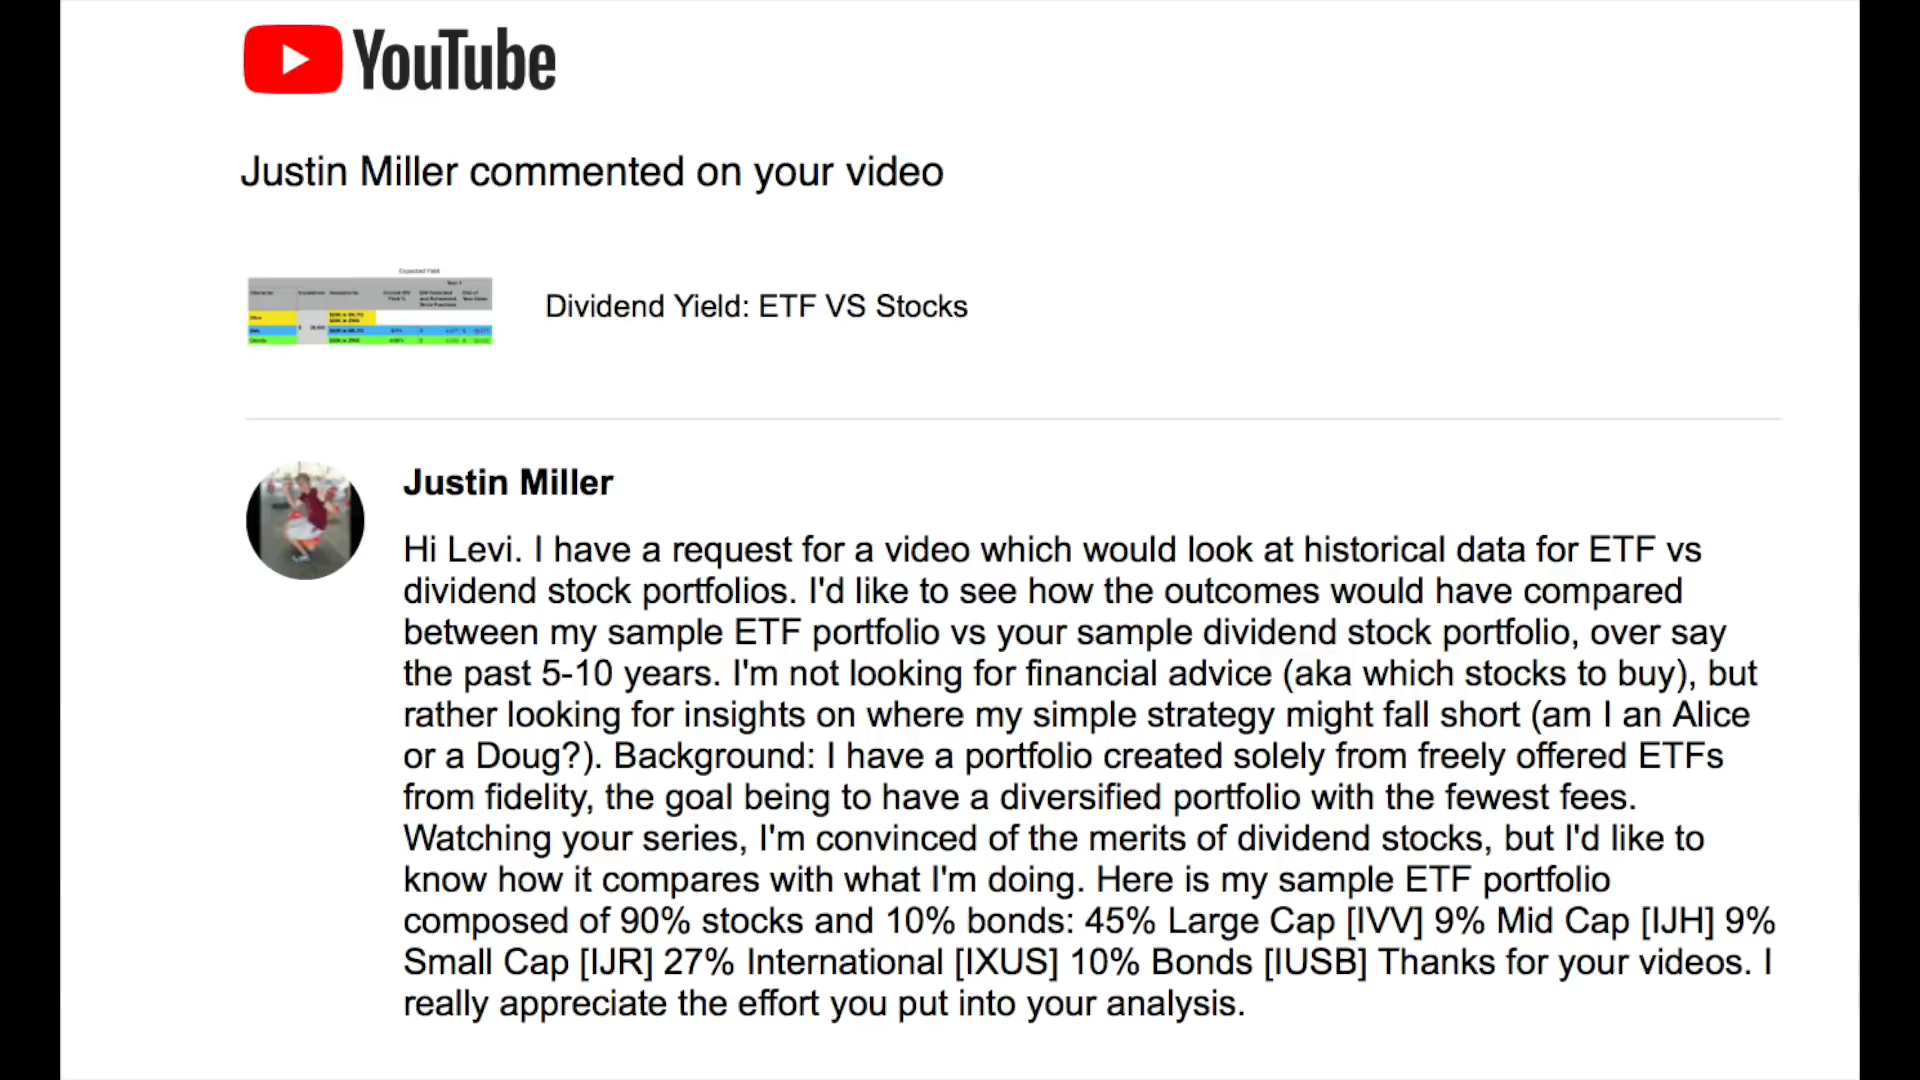 YouTube
Justin Miller commented on your video
Expected Yield
Year 1
Dividend Yield: ETF VS Stocks
Justin Miller
Hi Levi. I have a request for a video which would look at historical data for ETF vs
dividend stock portfolios. I'd like to see how the outcomes would have compared
between my sample ETF portfolio vs your sample dividend stock portfolio, over say
the past 5-10 years. I'm not looking for financial advice (aka which stocks to buy), but
rather looking for insights on where my simple strategy might fall short (am I an Alice
or a Doug?). Background: I have a portfolio created solely from freely offered ETFs
from fidelity, the goal being to have a diversified portfolio with the fewest fees.
Watching your series, I'm convinced of the merits of dividend stocks, but I'd like to
know how it compares with what I'm doing. Here is my sample ETF portfolio
composed of 90% stocks and 10% bonds: 45% Large Cap [IVV] 9% Mid Cap [IJH] 9%
Small Cap [IJR] 27% International [IXUS] 10% Bonds [IUSB] Thanks for your videos. I
really appreciate the effort you put into your analysis.